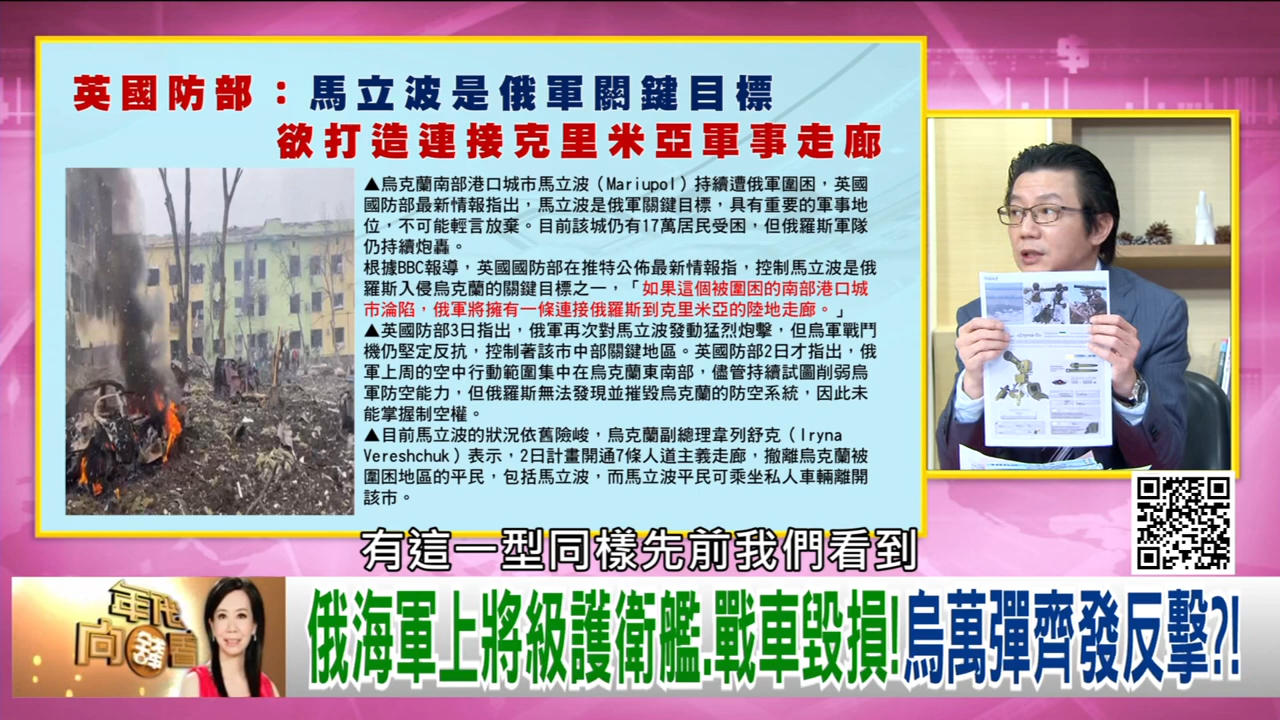 英國防部：馬立波是俄軍關鍵目標
欲打造連接克里米亞軍事走廊
▲烏克蘭南部港口城市馬立波（Mariupol）持續遭俄軍圍困，英國
國防部最新情報指出，馬立波是俄軍關鍵目標，具有重要的軍事地
位，不可能輕言放棄。目前該城仍有17萬居民受困，但俄羅斯軍隊
仍持續炮轟。
根據BBC報導，英國國防部在推特公佈最新情報指，控制馬立波是俄
羅斯入侵烏克蘭的關鍵目標之一，「如果這個被圍困的南部港口城
市淪陷，俄軍將擁有一條連接俄羅斯到克里米亞的陸地走廊。」
▲英國防部3日指出，俄軍再次對馬立波發動猛烈炮擊，但烏軍戰鬥
機仍堅定反抗，控制著該市中部關鍵地區。英國防部2日才指出，俄
軍上周的空中行動範圍集中在烏克蘭東南部，儘管持續試圖削弱烏
軍防空能力，但俄羅斯無法發現並摧毀烏克蘭的防空系統，因此未
能掌握制空權。
▲目前馬立波的狀況依舊險峻，烏克蘭副總理韋列舒克（Iryna
Vereshchuk）表示，2日計畫開通7條人道主義走廊，撤離烏克蘭被
圍困地區的平民，包括馬立波，而馬立波平民可乘坐私人車輛離開
該市。
有這一型同樣先前我們看到
年代
向錢看
俄海軍上將級護衛艦.戰車毀損!烏萬彈齊發反擊?!